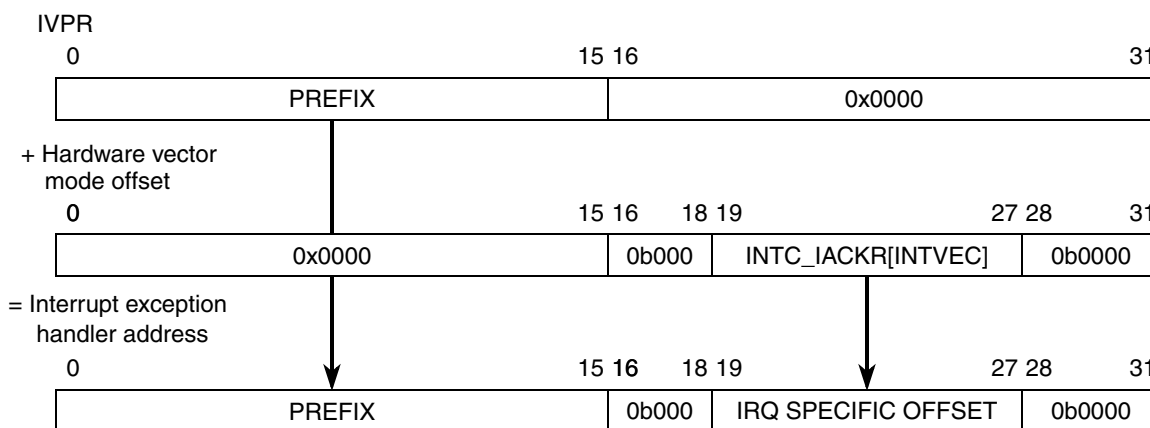 IVPR
0 15 16 31
PREFIX 0x0000
+ Hardware vector
mode offset
0 15 16 18 19 27 28 31
0x0000 0b000 INTC_IACKR[INTVEC] 0b0000
= Interrupt exception
handler address
0 15 16 18 19 27 28 31
PREFIX 0b000 IRQ SPECIFIC OFFSET 0b0000